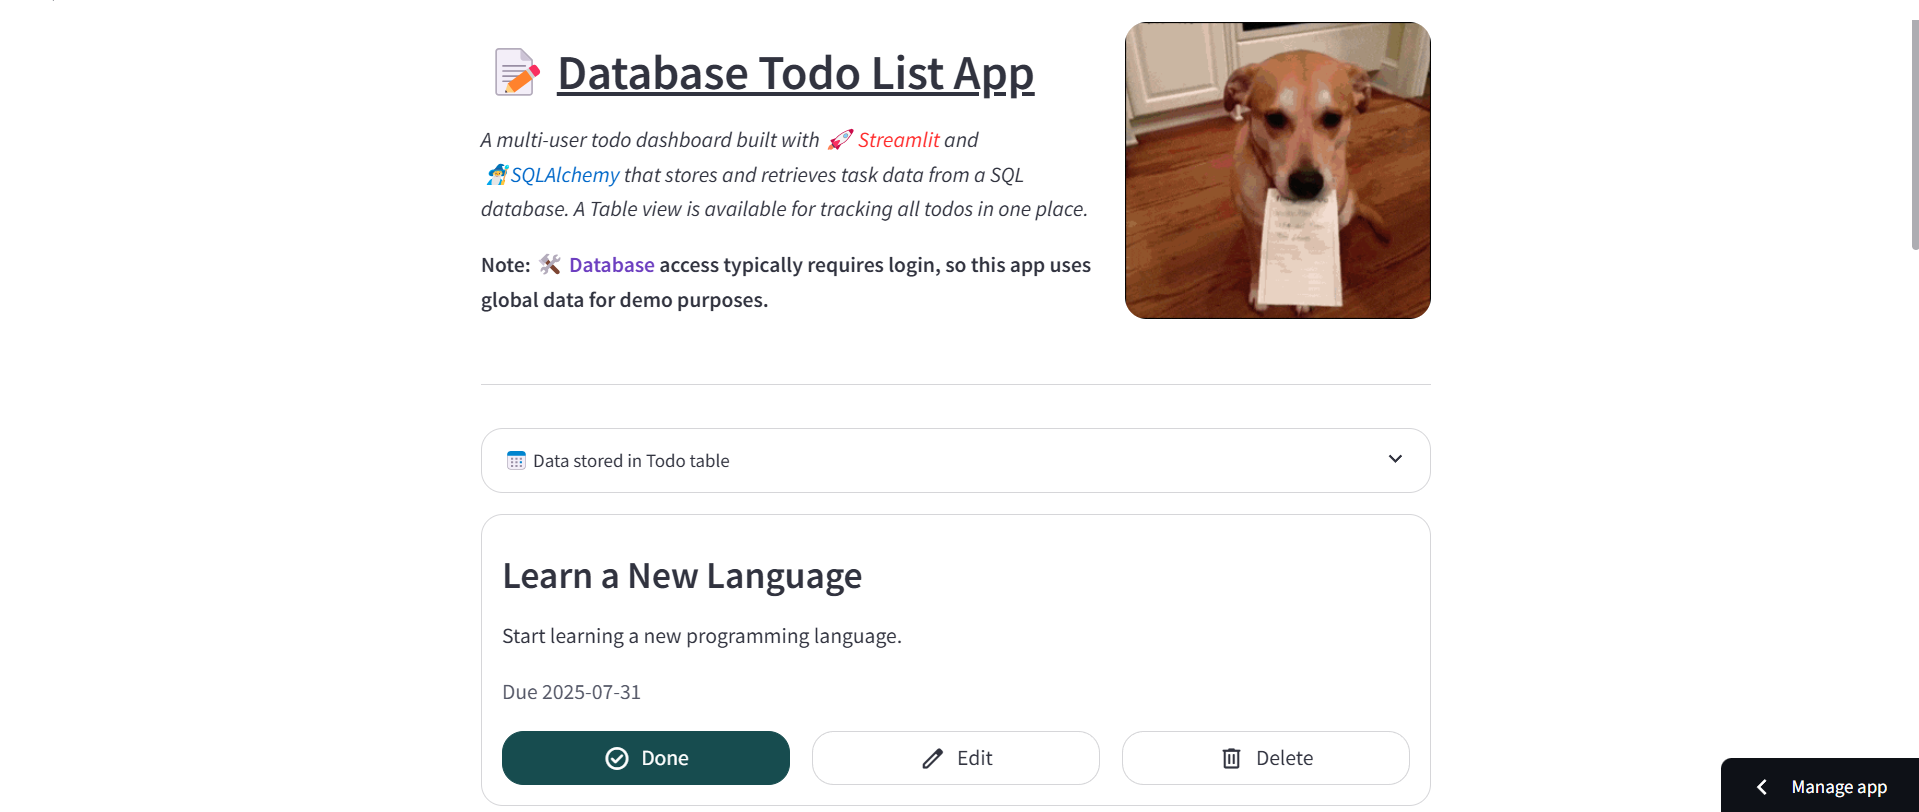 Database Todo List App
A multi-user todo dashboard built with 🚀 Streamlit and
🧙‍♂️SQLAlchemy that stores and retrieves task data from a SQL
database. A Table view is available for tracking all todos in one place.
Note: 🛠️ Database access typically requires login, so this app uses
global data for demo purposes.
Data stored in Todo table
Learn a New Language
Start learning a new programming language.
Due 2025-07-31
Done
Edit
Delete
Manage app